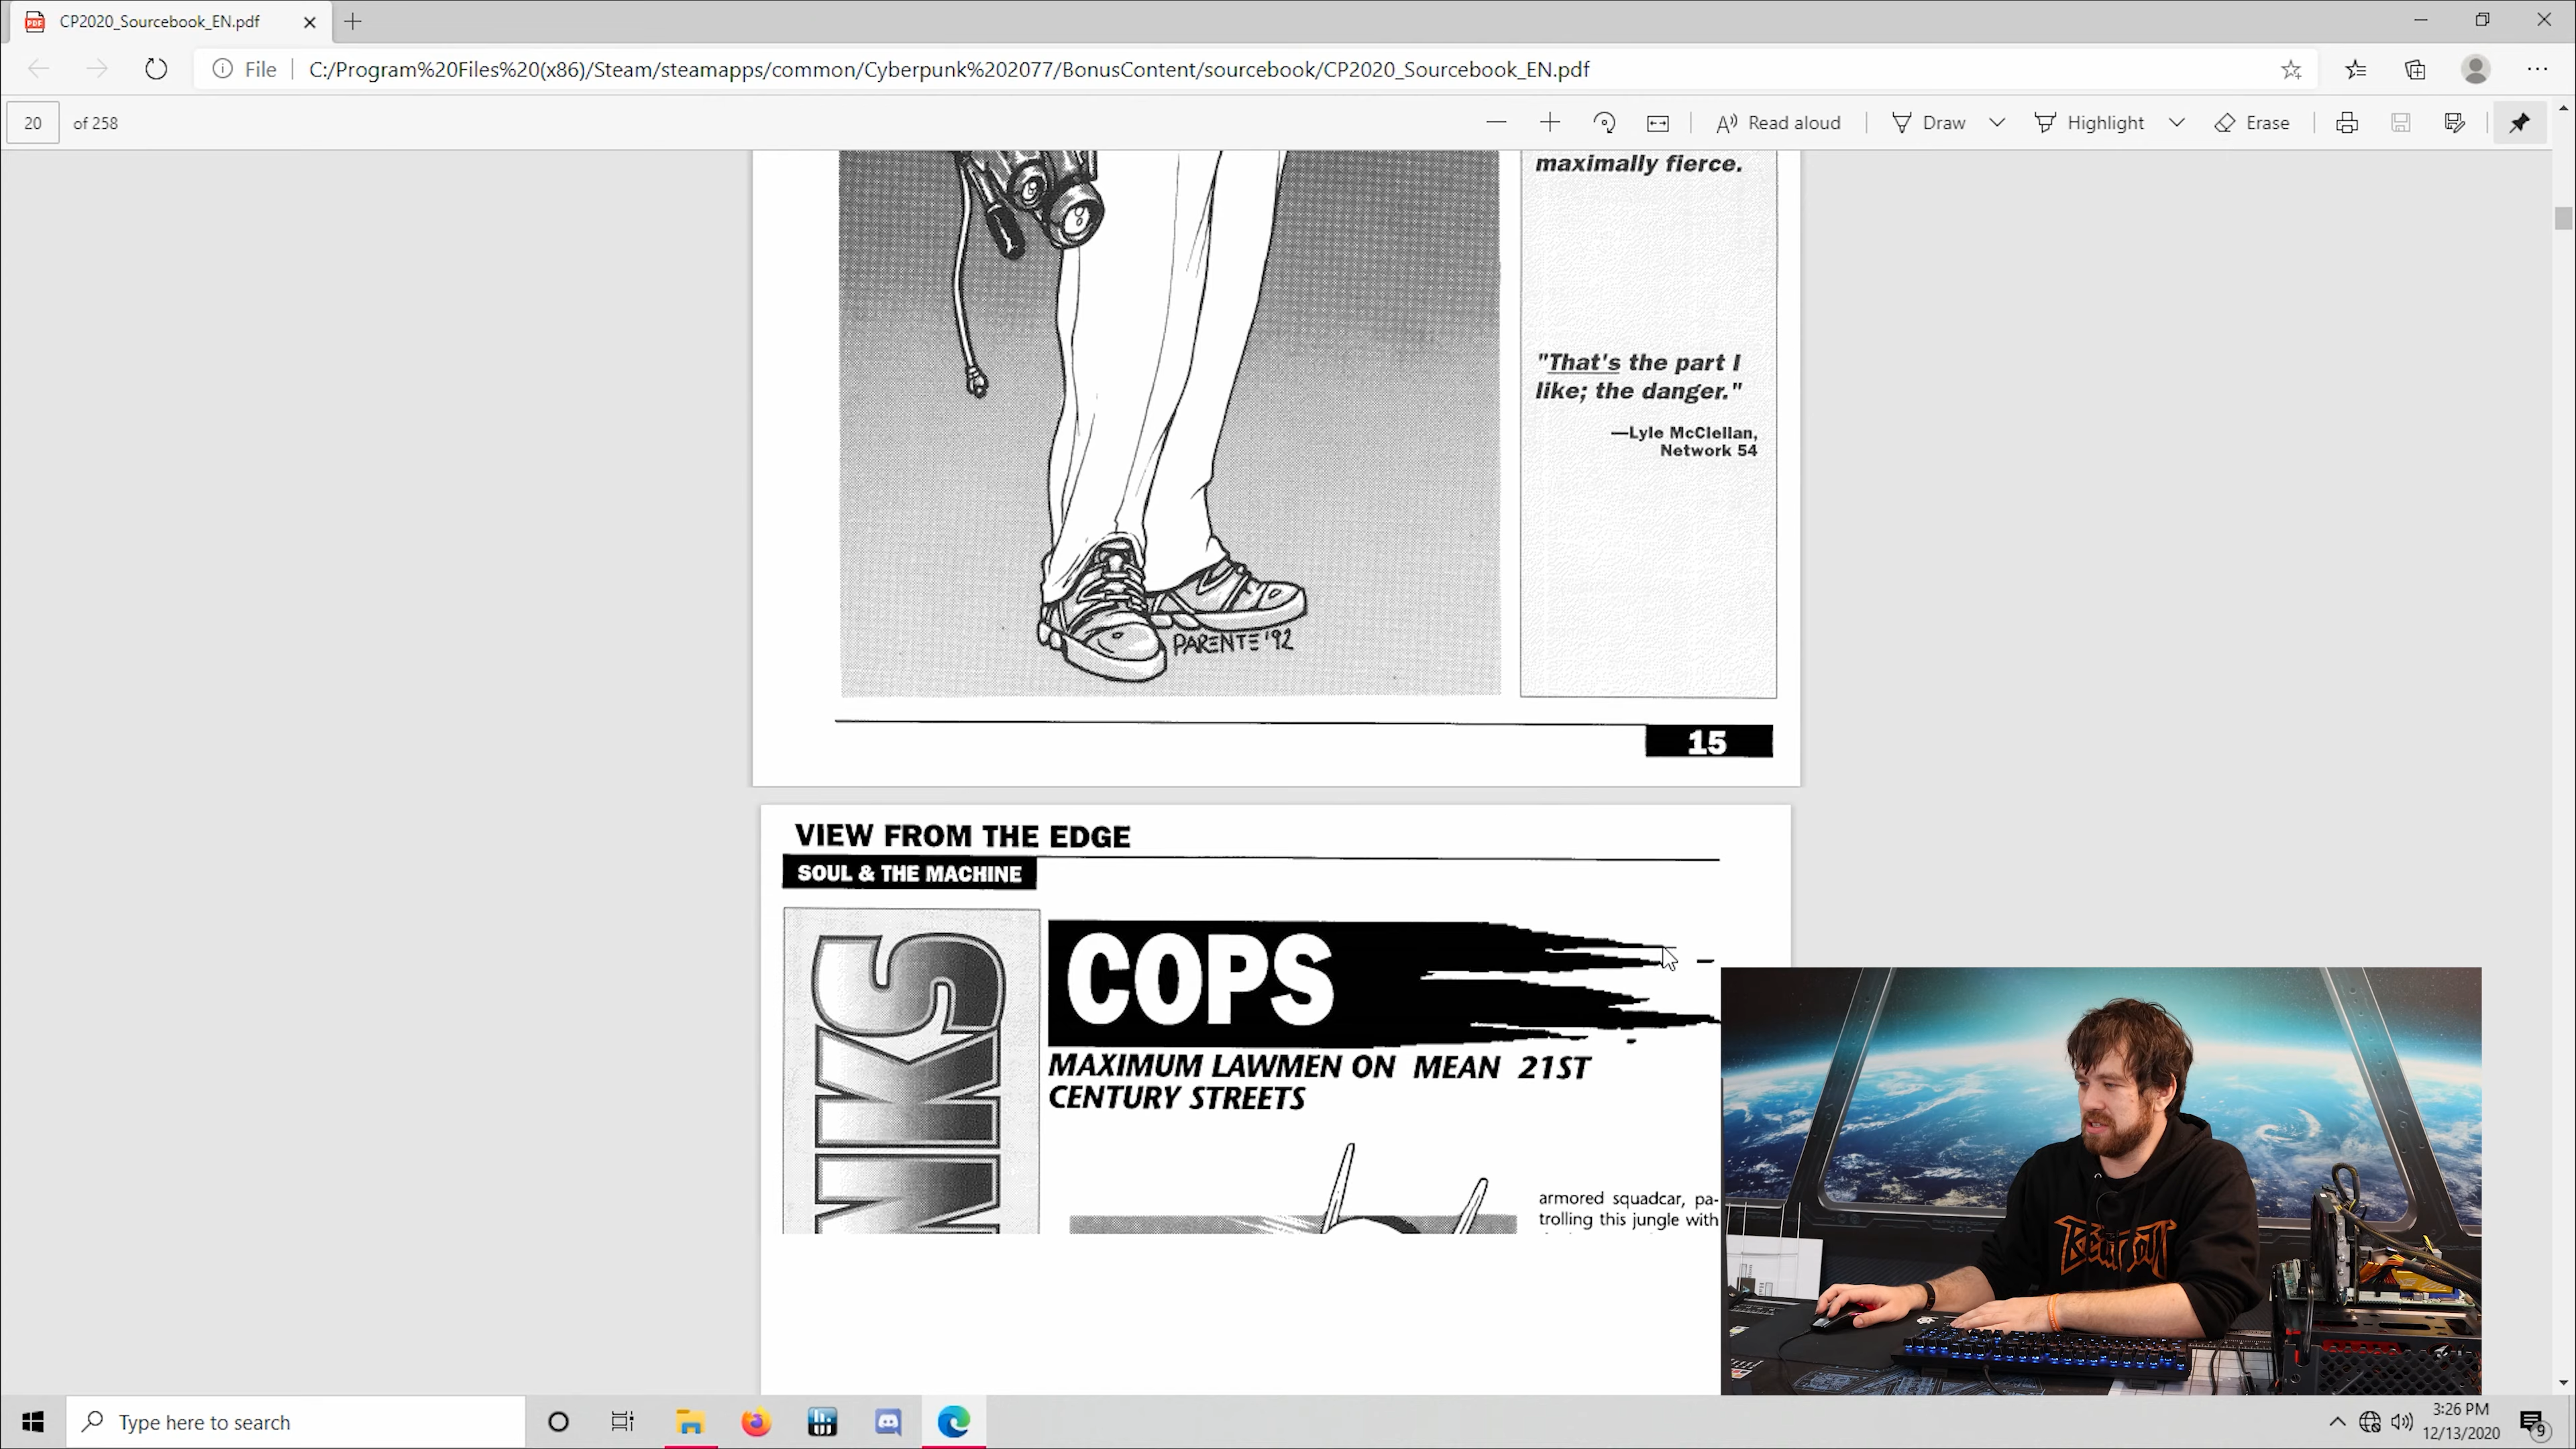 CP2020_Sourcebook_EN.pdf
File
C:/Program%20Files%20(x86)/Steam/steamapps/common/Cyberpunk%202077/BonusContent/sourcebook/CP2020_Sourcebook_EN.pdf
20 of 258
Read aloud
Draw
Highlight
Erase
maximally fierce.
"That's the part I
like; the danger."
—Lyle McClellan,
Network 54
PARENTE '92
15
VIEW FROM THE EDGE
SOUL & THE MACHINE
NIKS
COPS
MAXIMUM LAWMEN ON MEAN 21ST
CENTURY STREETS
armored squadcar, pa-
trolling this jungle with
Type here to search
3:26 PM
12/13/2020
9